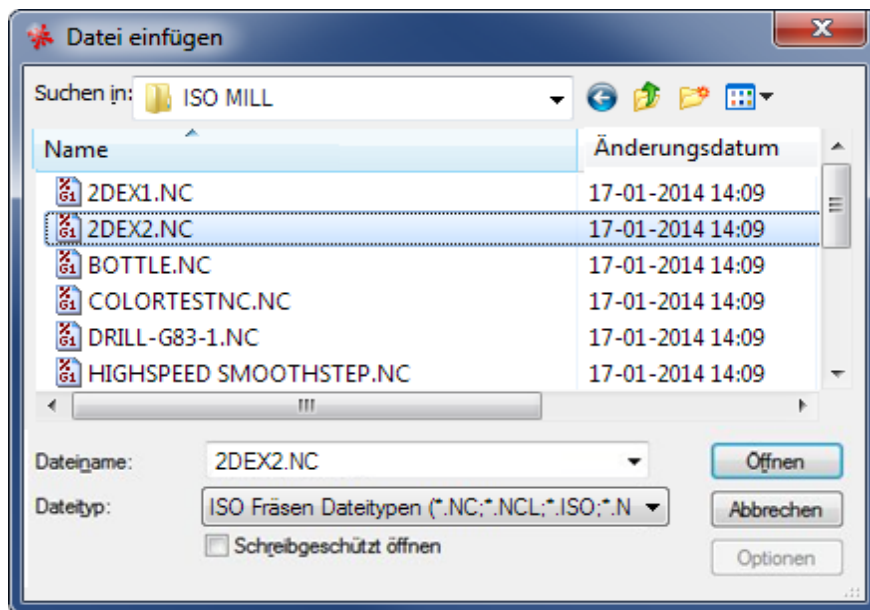 Datei einfügen
Suchen in: ISO MILL
Name Änderungsdatum
2DEX1.NC 17-01-2014 14:09
2DEX2.NC 17-01-2014 14:09
BOTTLE.NC 17-01-2014 14:09
COLORTESTNC.NC 17-01-2014 14:09
DRILL-G83-1.NC 17-01-2014 14:09
HIGHSPEED SMOOTHSTEP.NC 17-01-2014 14:09
Dateiname: 2DEX2.NC Öffnen
Dateityp: ISO Fräsen Dateitypen (*.NC;*.NCL;*.ISO;*.N Abbrechen
Schreibgeschützt öffnen
Optionen